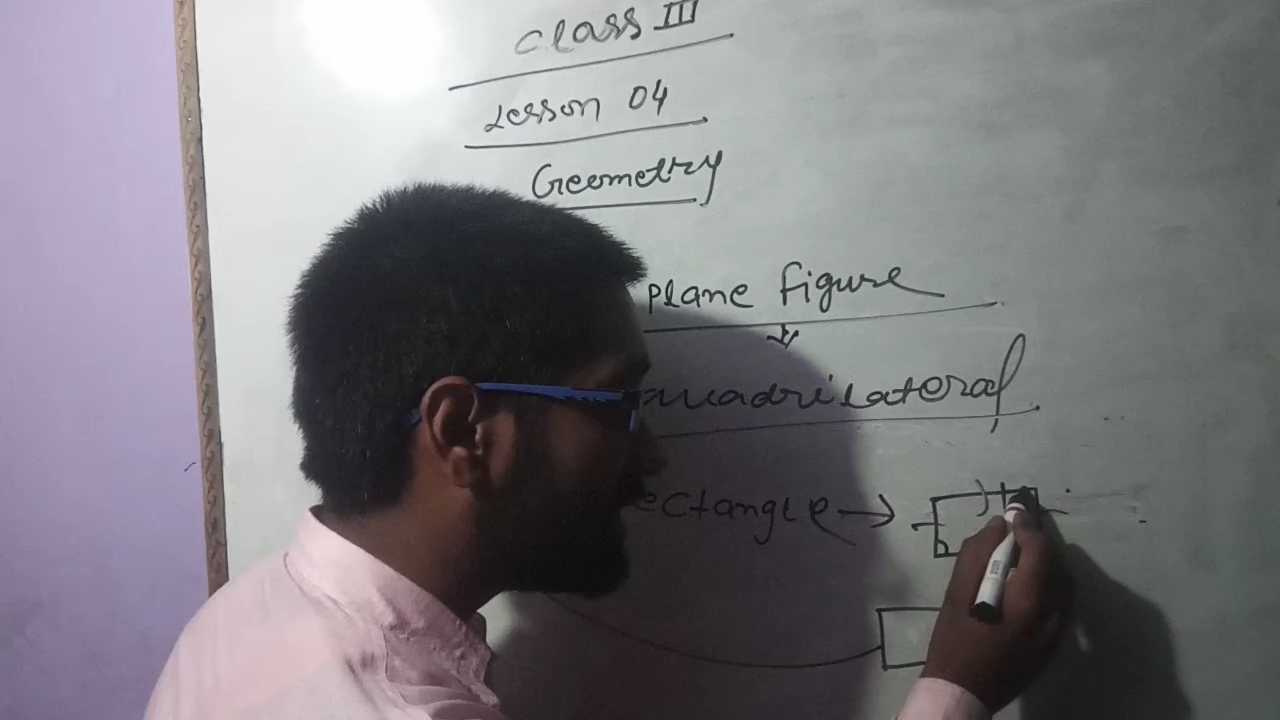 Class III
Lesson 04
Geometry
Plane figure
uadrilateral
ectangle